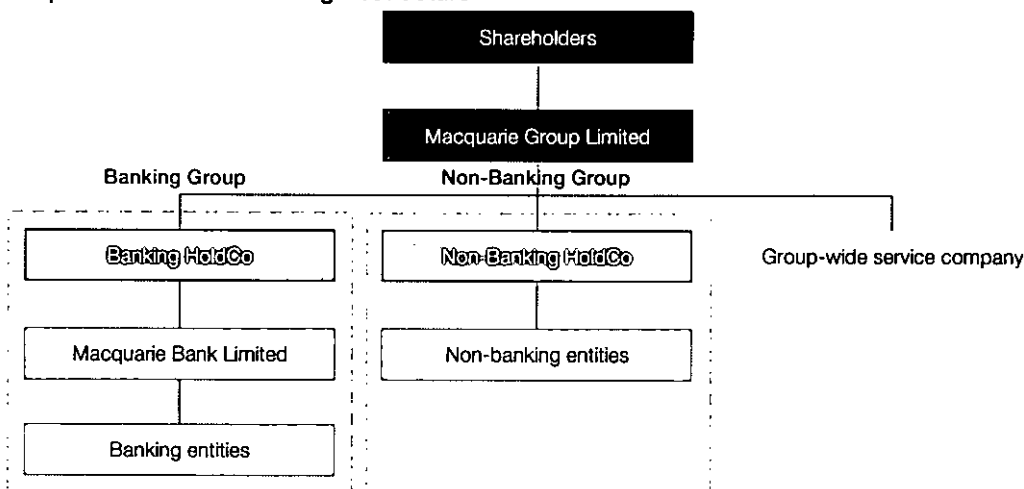 Shareholders
Macquarie Group Limited
Banking Group
Non-Banking Group
Banking HoldCo
Non-Banking HoldCo
Group-wide service company
Macquarie Bank Limited
Non-banking entities
Banking entities